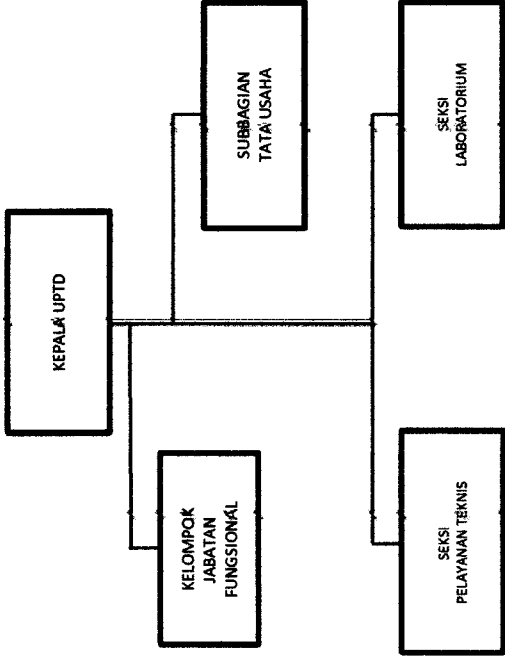 KEPALA UPTD
KELOMPOK
JABATAN
FUNGSIONAL
SUBBAGIAN
TATA USAHA
SEKSI
PELAYANAN TEKNIS
SEKSI
LABORATORIUM